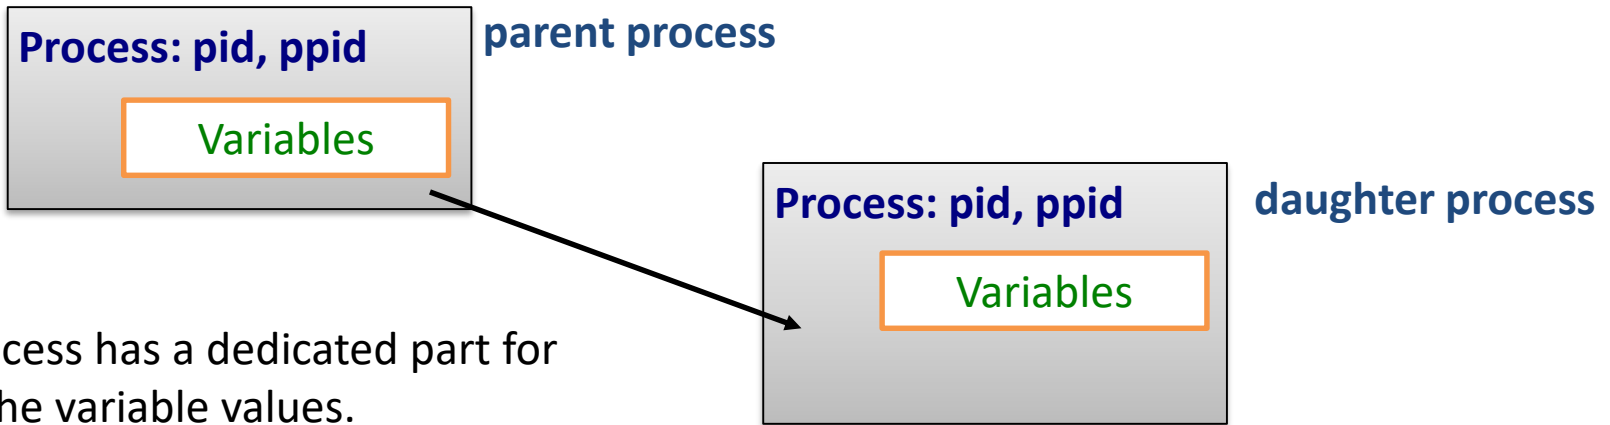 parent process
Process: pid, ppid
Variables
Process: pid, ppid
daughter process
Variables
cess has a dedicated part for
he variable values.